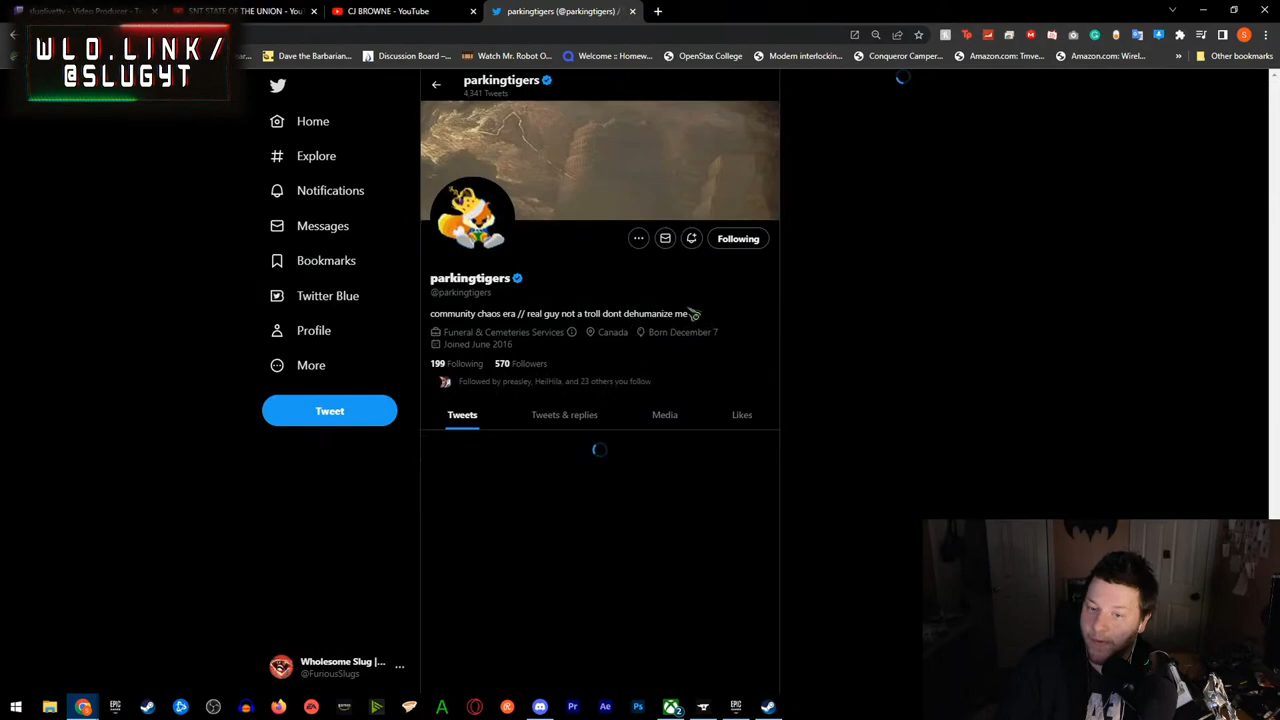 sluglivetv - Video Producer - T
SNT STATE OF THE UNION - You
CJ BROWNE - YouTube
parkingtigers (@parkingtigers) /
WLO.LINK/
@SLUGYT
Dave the Barbarian...
Discussion Board –...
Watch Mr. Robot O...
Welcome :: Homew...
OpenStax College
Modern interlockin...
Conqueror Camper...
Amazon.com: Tmve...
Amazon.com: Wirel...
Other bookmarks
parkingtigers
4,341 Tweets
Home
Explore
Notifications
Messages
Bookmarks
Twitter Blue
Profile
More
Tweet
Following
parkingtigers
@parkingtigers
community chaos era // real guy not a troll dont dehumanize me
Funeral & Cemeteries Services Canada Born December 7
Joined June 2016
199 Following 570 Followers
Followed by preasley, HeilHila, and 23 others you follow
Tweets Tweets & replies Media Likes
Wholesome Slug |...
@FuriousSlugs